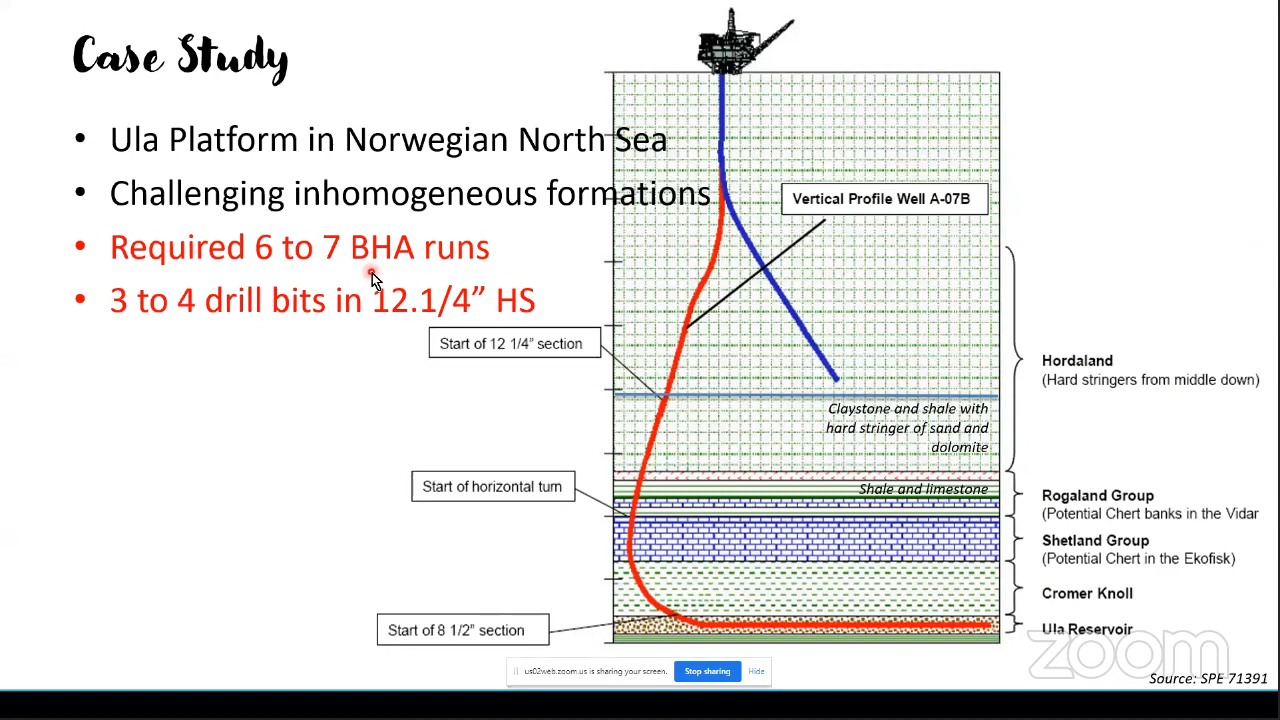 Case Study
• Ula Platform in Norwegian North Sea
• Challenging inhomogeneous formations
• Required 6 to 7 BHA runs
• 3 to 4 drill bits in 12.1/4” HS
Vertical Profile Well A-07B
Start of 12 1/4" section
Hordaland
(Hard stringers from middle down)
Claystone and shale with
hard stringer of sand and
dolomite
Start of horizontal turn
Shale and limestone
Rogaland Group
(Potential Chert banks in the Vidar
Shetland Group
(Potential Chert in the Ekofisk)
Cromer Knoll
Start of 8 1/2" section
Ula Reservoir
zoom
us02web.zoom.us is sharing your screen.
Stop sharing
Hide
Source: SPE 71391